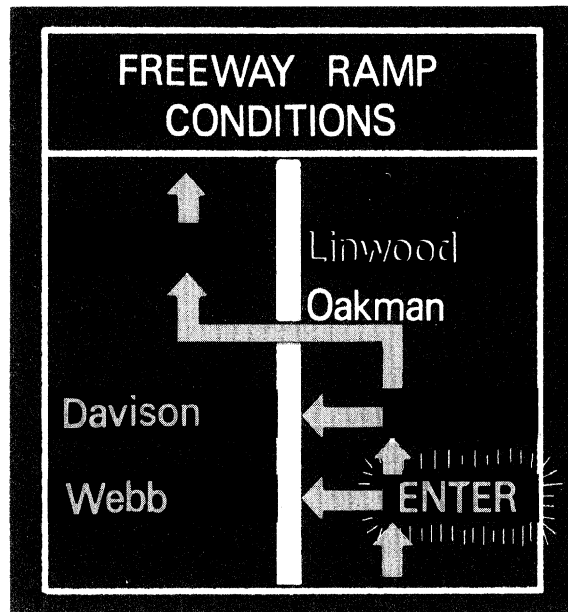 FREEWAY RAMP
CONDITIONS
Linwood
Oakman
Davison
Webb
ENTER